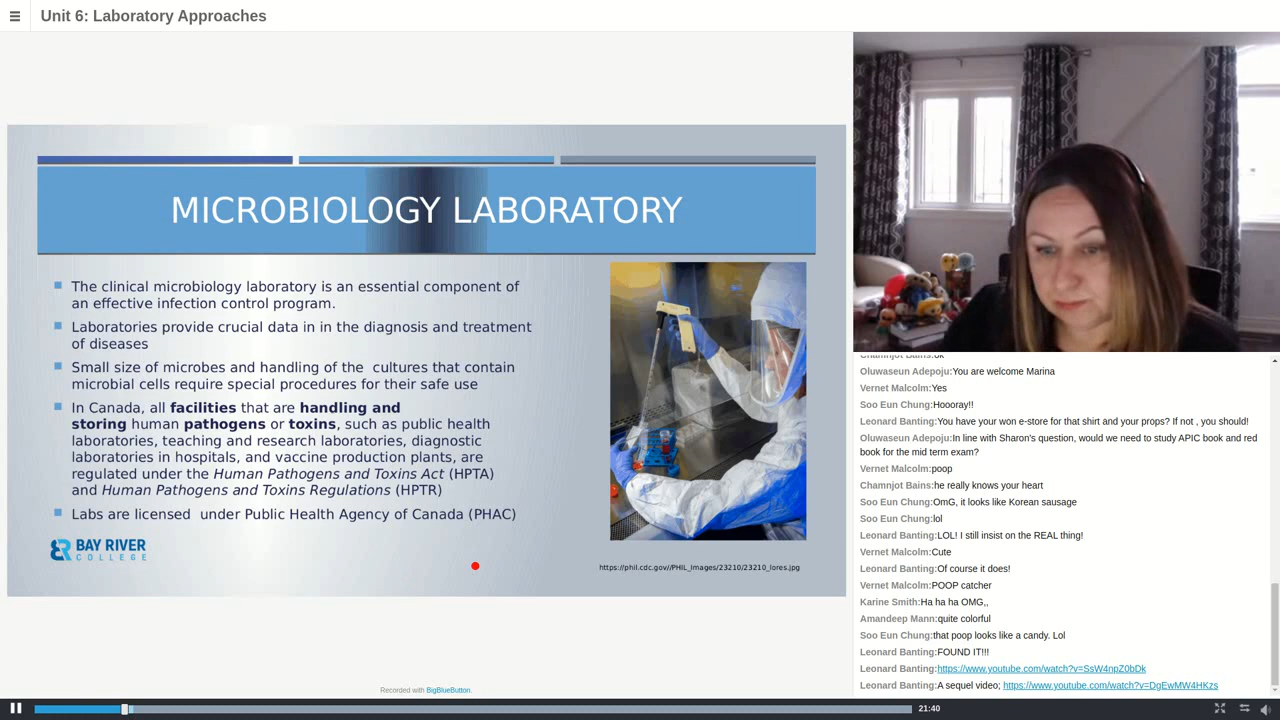 Unit 6: Laboratory Approaches
MICROBIOLOGY LABORATORY
The clinical microbiology laboratory is an essential component of
an effective infection control program.
Laboratories provide crucial data in in the diagnosis and treatment
of diseases
Small size of microbes and handling of the  cultures that contain
microbial cells require special procedures for their safe use
In Canada, all facilities that are handling and
storing human pathogens or toxins, such as public health
laboratories, teaching and research laboratories, diagnostic
laboratories in hospitals, and vaccine production plants, are
regulated under the Human Pathogens and Toxins Act (HPTA)
and Human Pathogens and Toxins Regulations (HPTR)
Labs are licensed  under Public Health Agency of Canada (PHAC)
BAY RIVER
COLLEGE
https://phil.cdc.gov//PHIL_Images/23210/23210_lores.jpg
Recorded with BigBlueButton.
Chamnjot Bains:ok
Oluwaseun Adepoju:You are welcome Marina
Vernet Malcolm:Yes
Soo Eun Chung:Hoooray!!
Leonard Banting:You have your won e-store for that shirt and your props? If not , you should!
Oluwaseun Adepoju:In line with Sharon's question, would we need to study APIC book and red
book for the mid term exam?
Vernet Malcolm:poop
Chamnjot Bains:he really knows your heart
Soo Eun Chung:OmG, it looks like Korean sausage
Soo Eun Chung:lol
Leonard Banting:LOL! I still insist on the REAL thing!
Vernet Malcolm:Cute
Leonard Banting:Of course it does!
Vernet Malcolm:POOP catcher
Karine Smith:Ha ha ha OMG,,
Amandeep Mann:quite colorful
Soo Eun Chung:that poop looks like a candy. Lol
Leonard Banting:FOUND IT!!!
Leonard Banting:https://www.youtube.com/watch?v=SsW4npZ0bDk
Leonard Banting:A sequel video; https://www.youtube.com/watch?v=DgEwMW4HKzs
21:40